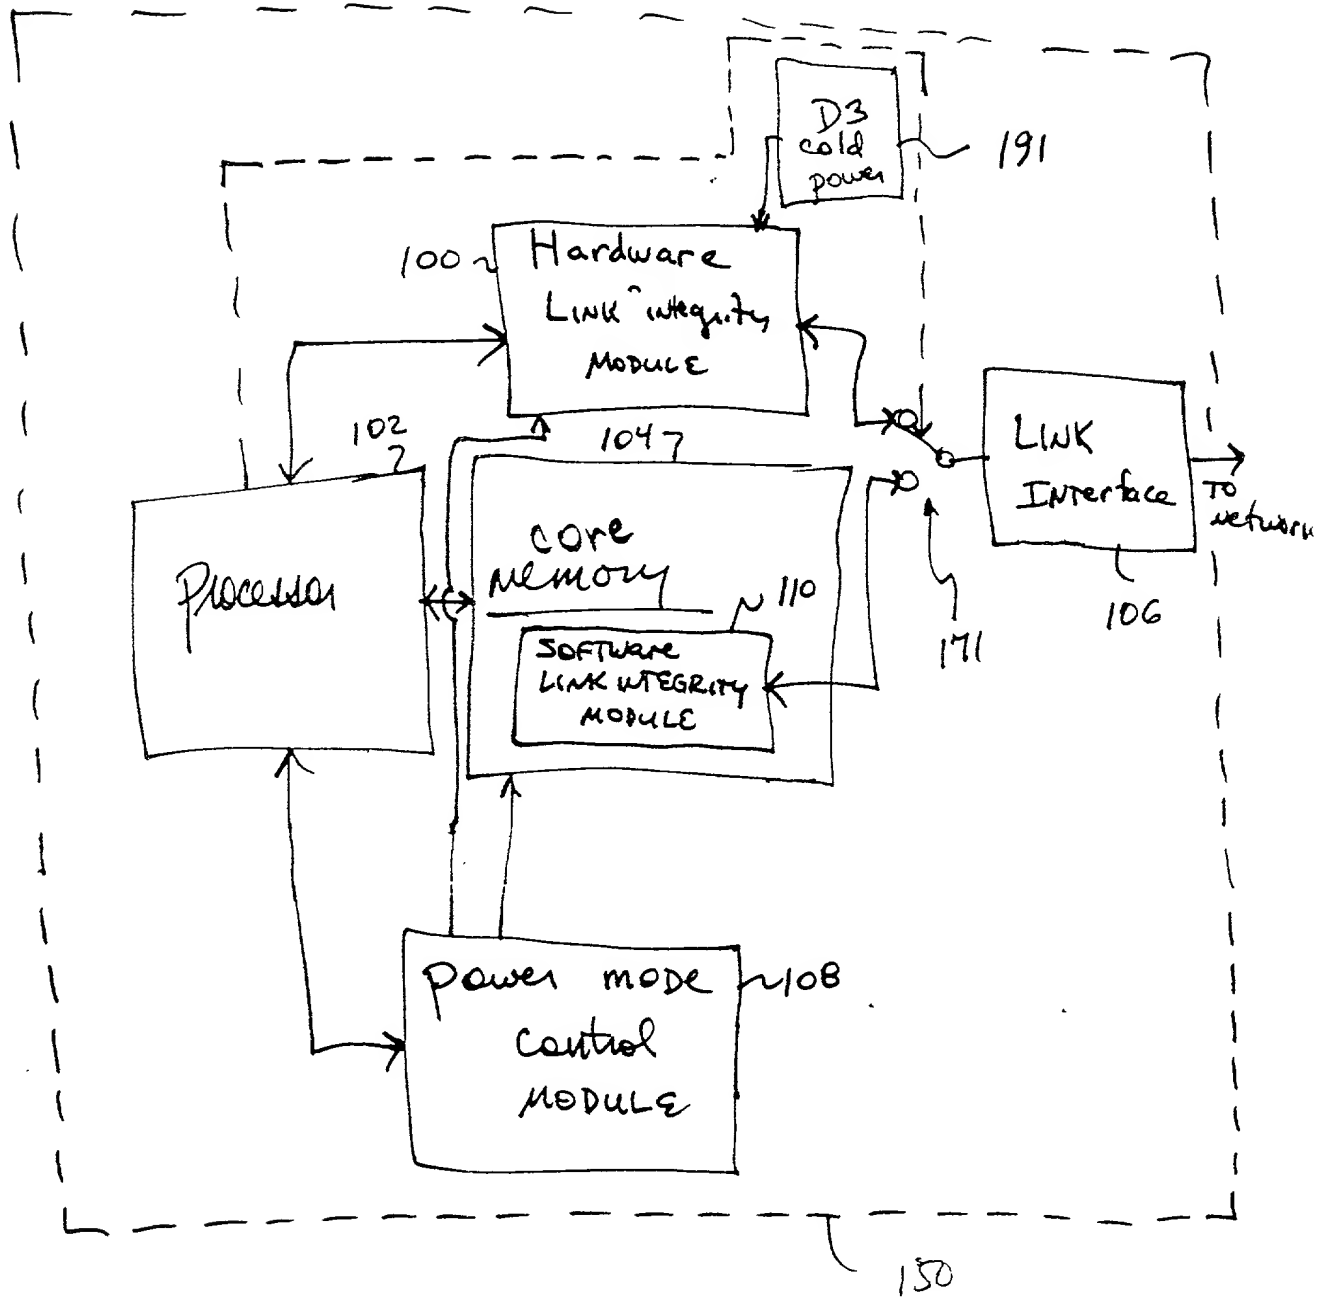 D3
cold
power
191
100
Hardware
Link integrity
Module
102
1047
Link
Interface
To
network
106
171
Processor
core
memory
110
Software
Link integrity
Module
power mode
control
Module
108
150